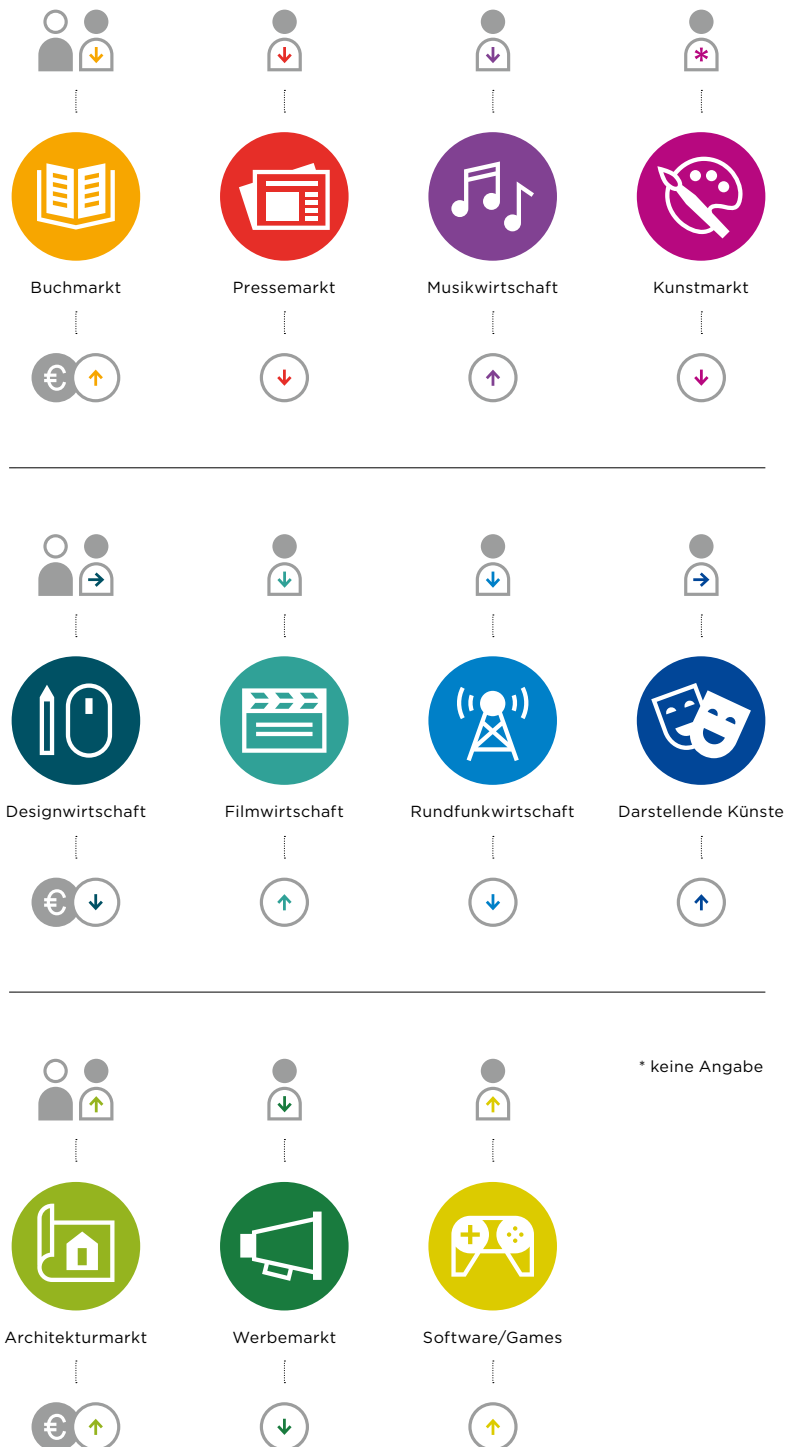 Buchmarkt
Pressemarkt
Musikwirtschaft
Kunstmarkt
€
Designwirtschaft
Filmwirtschaft
Rundfunkwirtschaft
Darstellende Künste
€
* keine Angabe
Architekturmarkt
Werbemarkt
Software/Games
€